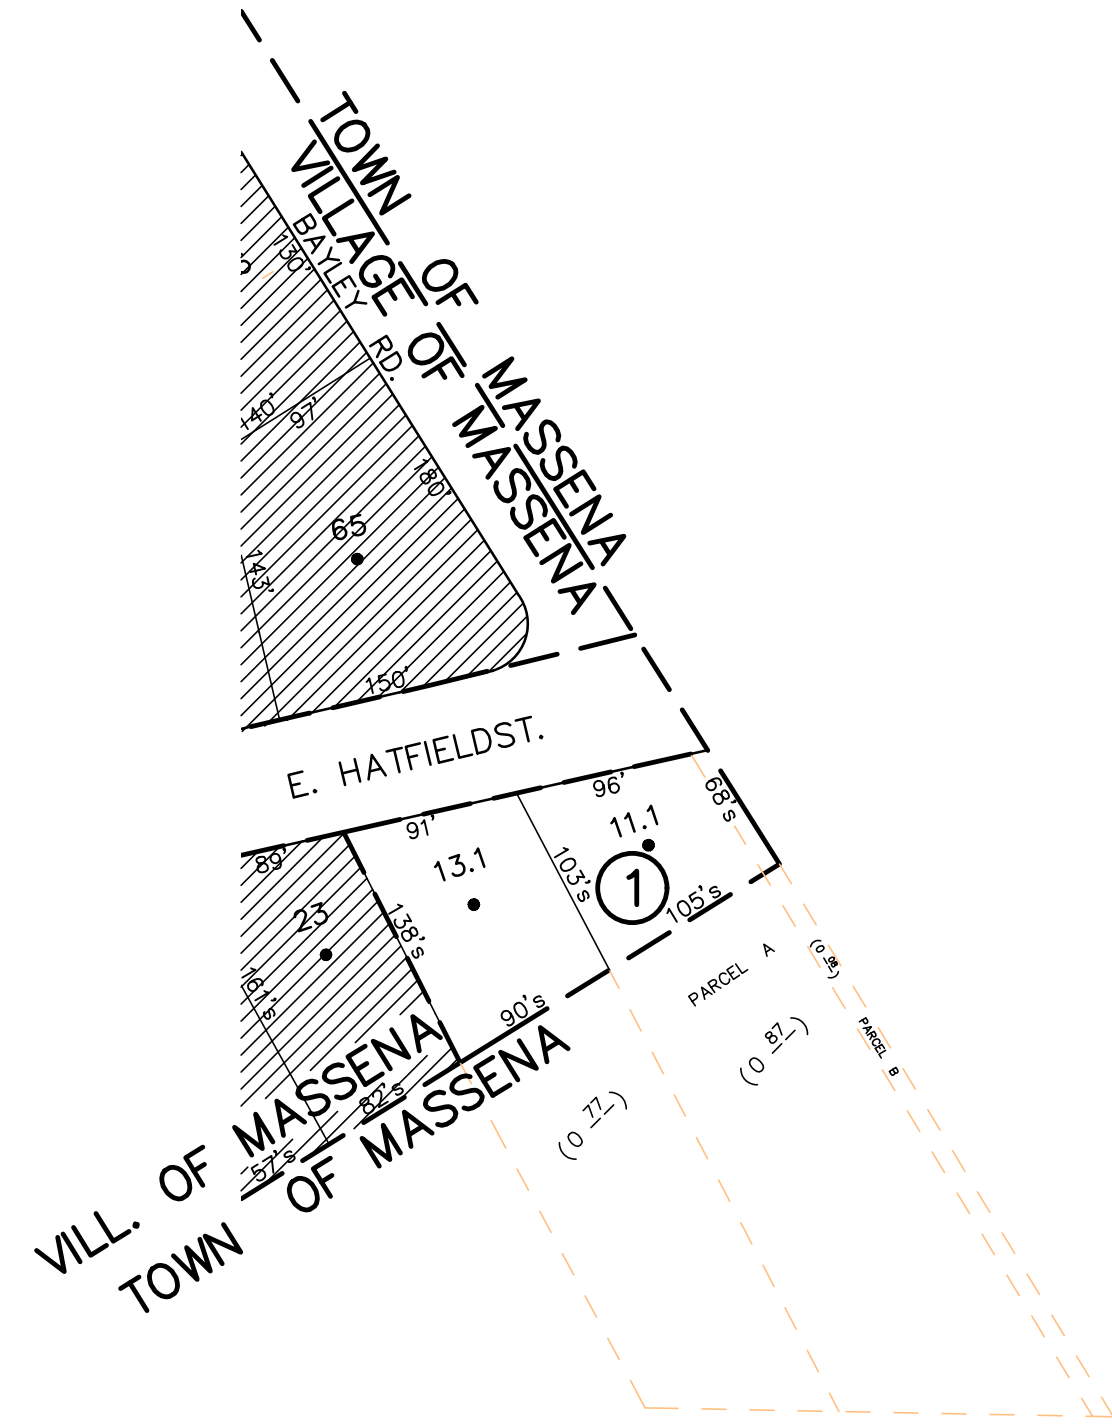 TOWN OF MASSENA
VILLAGE OF MASSENA
BAYLEY RD.
130'
97'
180'
65
143'
150'
E. HATFIELDST.
96'
68's
91'
11.1
89'
13.1
103's
1
105's
23
138's
161's
90's
PARCEL A
(0 98)
PARCEL B
(0 87)
(0 77)
82's
57's
VILL. OF MASSENA
TOWN OF MASSENA